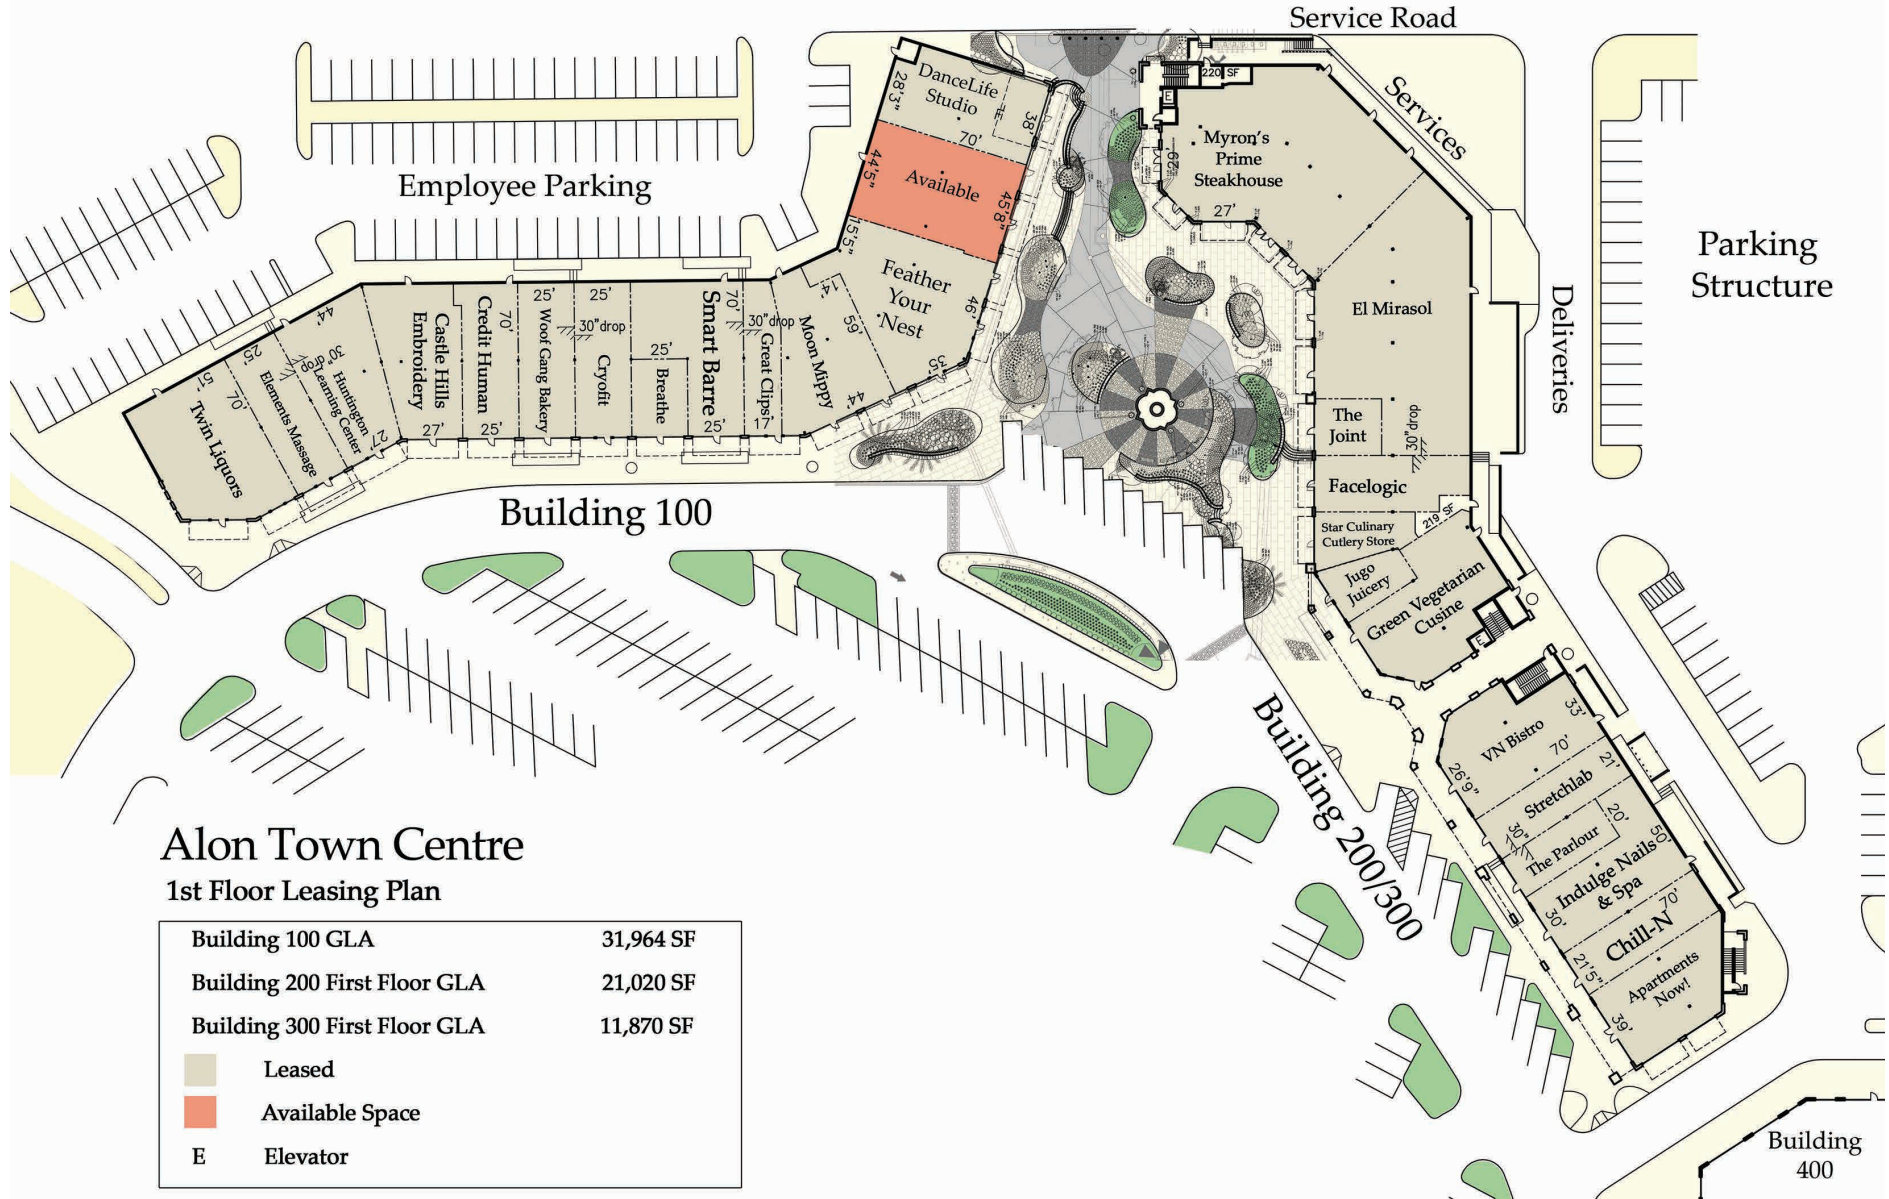 Service Road
Services
Employee Parking
Parking
Structure
Deliveries
DanceLife
Studio
28'3"
38'
70'
Available
44'5"
45'8"
Feather
Your
Nest
15'5"
46'
35'
14'
59'
Moon Mippy
44'
Great Clips
17'
30"drop
70'
Smart Barre
25'
Breathe
25'
Cryofit
25'
30"drop
Woof Gang Bakery
25'
Credit Human
70'
25'
Castle Hills
Embroidery
27'
Huntington
Learning Center
44'
30" drop
27'
Elements Massage
25'
70'
Twin Liquors
51'
Building 100
220 SF
E
Myron's
Prime
Steakhouse
29'
27'
El Mirasol
The
Joint
30"drop
Facelogic
219 SF
Star Culinary
Cutlery Store
Jugo
Juicery
Green Vegetarian
Cusine
E
Building 200/300
VN Bistro
33'
70'
26'9"
Stretchlab
21'
The Parlour
20'
30"
Indulge Nails
& Spa
50'
30'
70'
Chill-N
21'5"
Apartments
Now!
39'
Building
400
Alon Town Centre
1st Floor Leasing Plan
Building 100 GLA 31,964 SF
Building 200 First Floor GLA 21,020 SF
Building 300 First Floor GLA 11,870 SF
Leased
Available Space
E Elevator